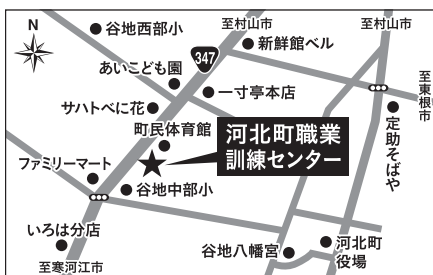 N
至村山市
至村山市
谷地西部小
347
新鮮館ベル
あいこども園
一寸亭本店
至東根市
サハトべに花
町民体育館
河北町職業
訓練センター
定助そばや
ファミリーマート
谷地中部小
いろは分店
谷地八幡宮
河北町
役場
至寒河江市